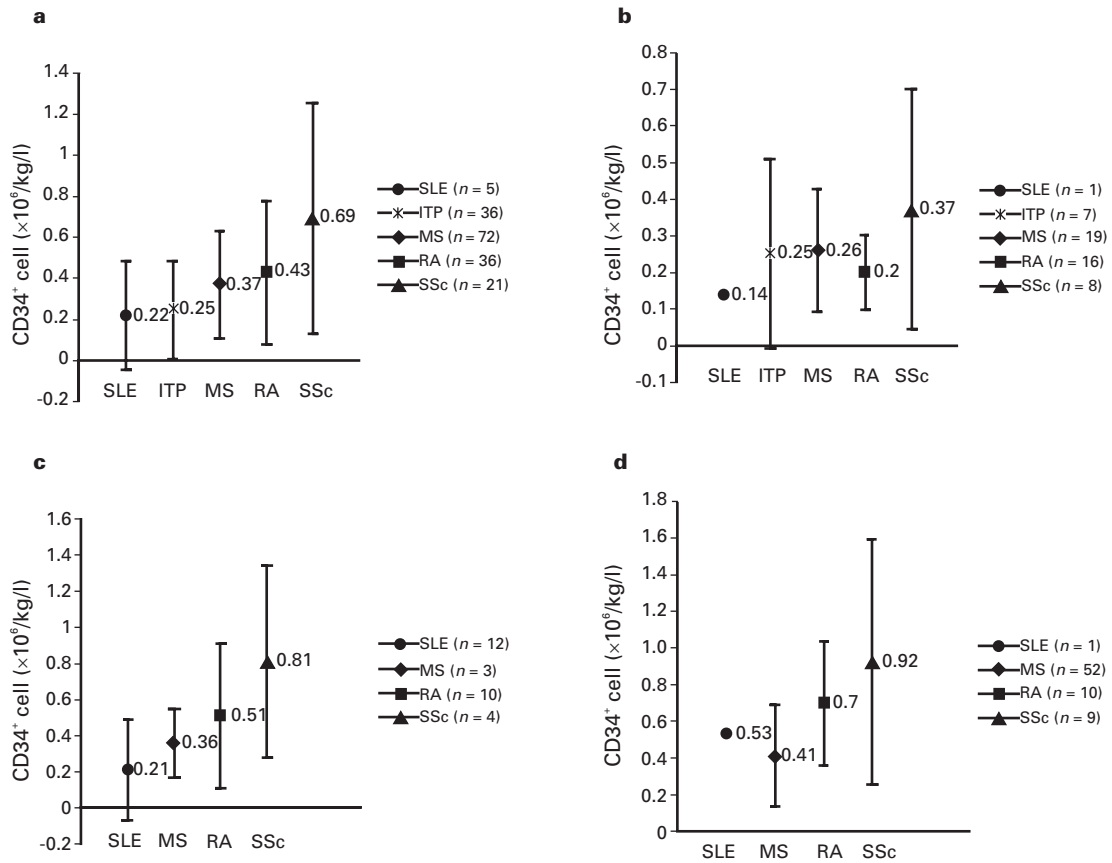 a
CD34⁺ cell (×10⁶/kg/l)
1.4
1.2
1
0.8
0.6
0.4
0.2
0
-0.2
0.22
0.25
0.37
0.43
0.69
SLE ITP MS RA SSc
SLE (n = 5)
ITP (n = 36)
MS (n = 72)
RA (n = 36)
SSc (n = 21)
b
CD34⁺ cell (×10⁶/kg/l)
0.8
0.7
0.6
0.5
0.4
0.3
0.2
0.1
0
-0.1
0.14
0.25
0.26
0.2
0.37
SLE ITP MS RA SSc
SLE (n = 1)
ITP (n = 7)
MS (n = 19)
RA (n = 16)
SSc (n = 8)
c
CD34⁺ cell (×10⁶/kg/l)
1.6
1.4
1.2
1
0.8
0.6
0.4
0.2
0
-0.2
0.21
0.36
0.51
0.81
SLE MS RA SSc
SLE (n = 12)
MS (n = 3)
RA (n = 10)
SSc (n = 4)
d
CD34⁺ cell (×10⁶/kg/l)
1.8
1.6
1.4
1.2
1.0
0.8
0.6
0.4
0.2
0
0.53
0.41
0.7
0.92
SLE MS RA SSc
SLE (n = 1)
MS (n = 52)
RA (n = 10)
SSc (n = 9)